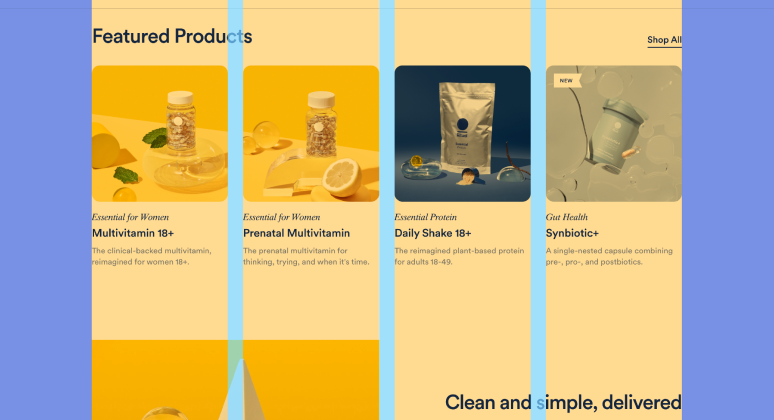 Featured Products
Shop All
NEW
Essential for Women
Multivitamin 18+
The clinical-backed multivitamin,
reimagined for women 18+.
Essential for Women
Prenatal Multivitamin
The prenatal multivitamin for
thinking, trying, and when it's time.
Essential Protein
Daily Shake 18+
The reimagined plant-based protein
for adults 18-49.
Gut Health
Synbiotic+
A single-nested capsule combining
pre-, pro-, and postbiotics.
Clean and simple, delivered